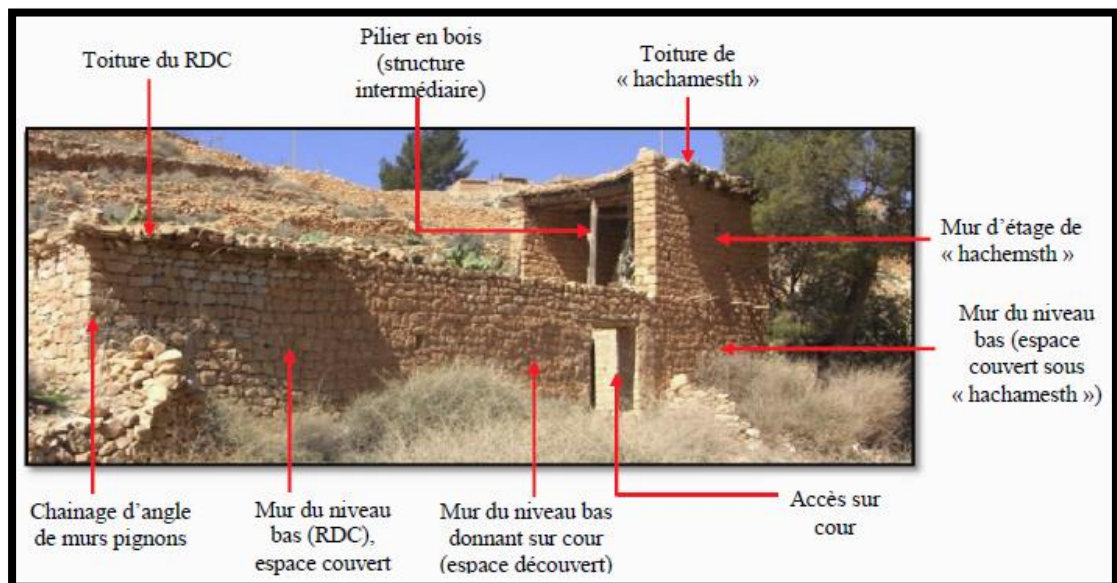 Toiture du RDC
Pilier en bois
(structure
intermédiaire)
Toiture de
« hachamesth »
Mur d'étage de
« hachemsth »
Mur du niveau
bas (espace
couvert sous
« hachamesth »)
Chainage d'angle
de murs pignons
Mur du niveau
bas (RDC),
espace couvert
Mur du niveau bas
donnant sur cour
(espace découvert)
Accès sur
cour